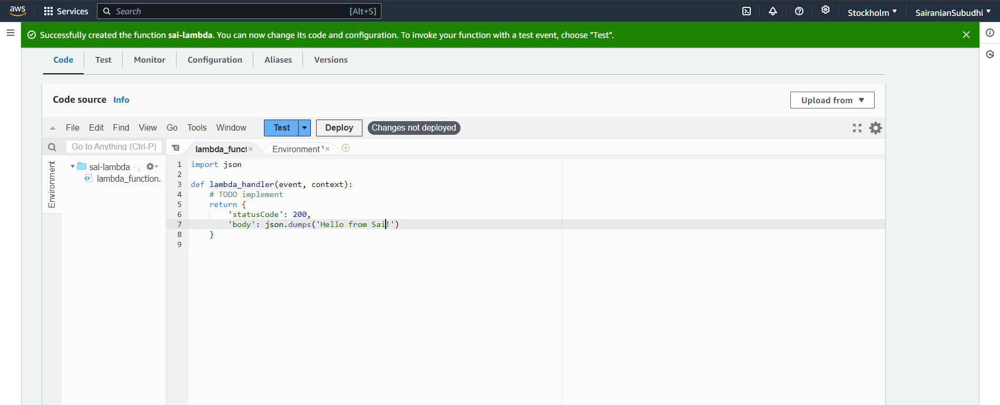 aws Services Search [Alt+S] Stockholm SairanjanSubudhi
Successfully created the function sai-lambda. You can now change its code and configuration. To invoke your function with a test event, choose "Test".
Code Test Monitor Configuration Aliases Versions
Code source Info Upload from
File Edit Find View Go Tools Window Test Deploy Changes not deployed
Go to Anything (Ctrl-P) lambda_funct Environment
Environment
sai-lambda - /
lambda_function.
1 import json
2
3 def lambda_handler(event, context):
4 # TODO implement
5 return {
6 'statusCode': 200,
7 'body': json.dumps('Hello from Sai!')
8 }
9